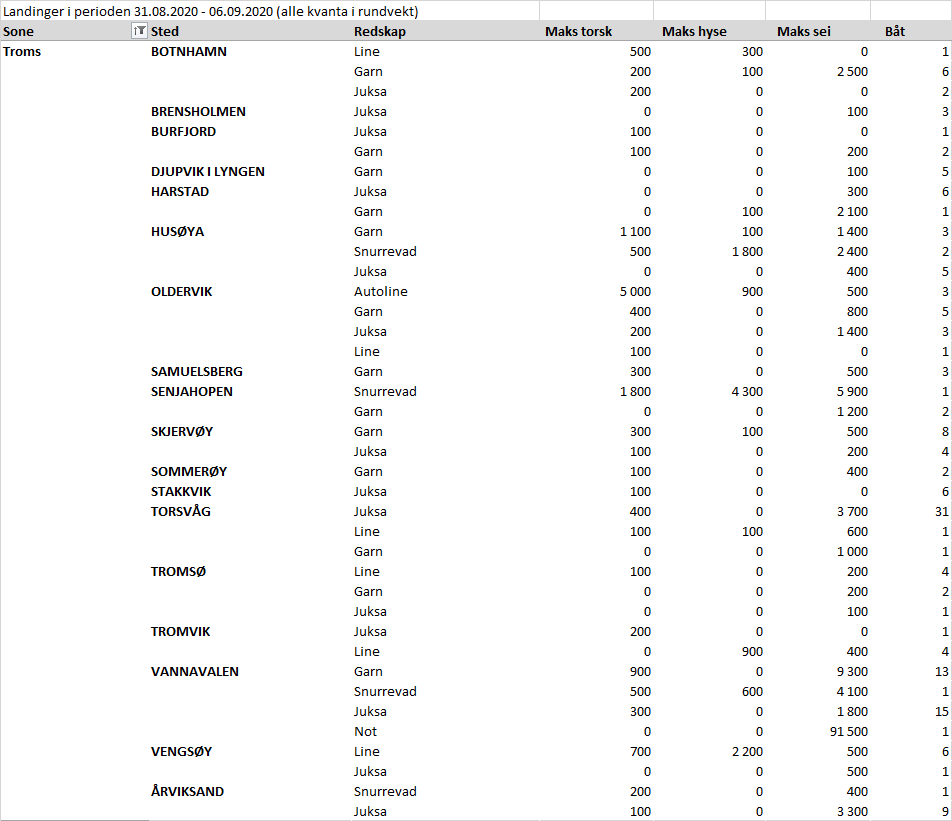 Landinger i perioden 31.08.2020 - 06.09.2020 (alle kvanta i rundvekt)
Sone Sted Redskap Maks torsk Maks hyse Maks sei Båt
Troms BOTNHAMN Line 500 300 0 1
Garn 200 100 2 500 6
Juksa 200 0 0 2
BRENSHOLMEN Juksa 0 0 100 3
BURFJORD Juksa 100 0 0 1
Garn 100 0 200 2
DJUPVIK I LYNGEN Garn 0 0 100 5
HARSTAD Juksa 0 0 300 6
Garn 0 100 2 100 1
HUSØYA Garn 1 100 100 1 400 3
Snurrevad 500 1 800 2 400 2
Juksa 0 0 400 5
OLDERVIK Autoline 5 000 900 500 3
Garn 400 0 800 5
Juksa 200 0 1 400 3
Line 100 0 0 1
SAMUELSBERG Garn 300 0 500 3
SENJAHOPEN Snurrevad 1 800 4 300 5 900 1
Garn 0 0 1 200 2
SKJERVØY Garn 300 100 500 8
Juksa 100 0 200 4
SOMMERØY Garn 100 0 400 2
STAKKVIK Juksa 100 0 0 6
TORSVÅG Juksa 400 0 3 700 31
Line 100 100 600 1
Garn 0 0 1 000 1
TROMSØ Line 100 0 200 4
Garn 0 0 200 2
Juksa 0 0 100 1
TROMVIK Juksa 200 0 0 1
Line 0 900 400 4
VANNAVALEN Garn 900 0 9 300 13
Snurrevad 500 600 4 100 1
Juksa 300 0 1 800 15
Not 0 0 91 500 1
VENGSØY Line 700 2 200 500 6
Juksa 0 0 500 1
ÅRVIKSAND Snurrevad 200 0 400 1
Juksa 100 0 3 300 9